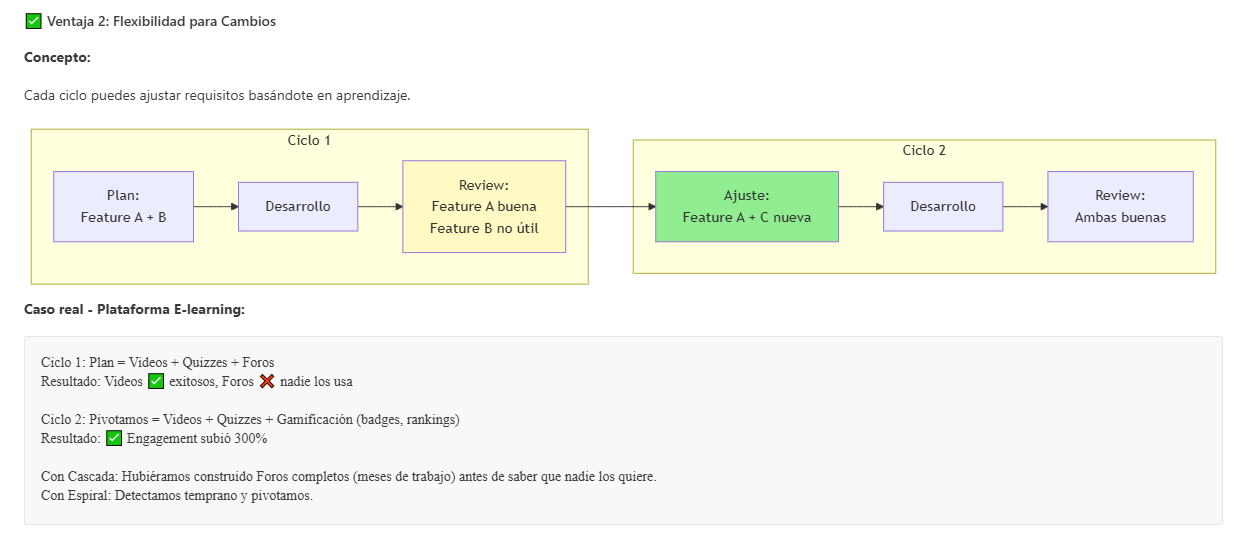 ✅ Ventaja 2: Flexibilidad para Cambios
Concepto:
Cada ciclo puedes ajustar requisitos basándote en aprendizaje.
Ciclo 1
Plan:
Feature A + B
Desarrollo
Review:
Feature A buena
Feature B no útil
Ciclo 2
Ajuste:
Feature A + C nueva
Desarrollo
Review:
Ambas buenas
Caso real - Plataforma E-learning:
Ciclo 1: Plan = Videos + Quizzes + Foros
Resultado: Videos ✅ exitosos, Foros ❌ nadie los usa
Ciclo 2: Pivotamos = Videos + Quizzes + Gamificación (badges, rankings)
Resultado: ✅ Engagement subió 300%
Con Cascada: Hubiéramos construido Foros completos (meses de trabajo) antes de saber que nadie los quiere.
Con Espiral: Detectamos temprano y pivotamos.